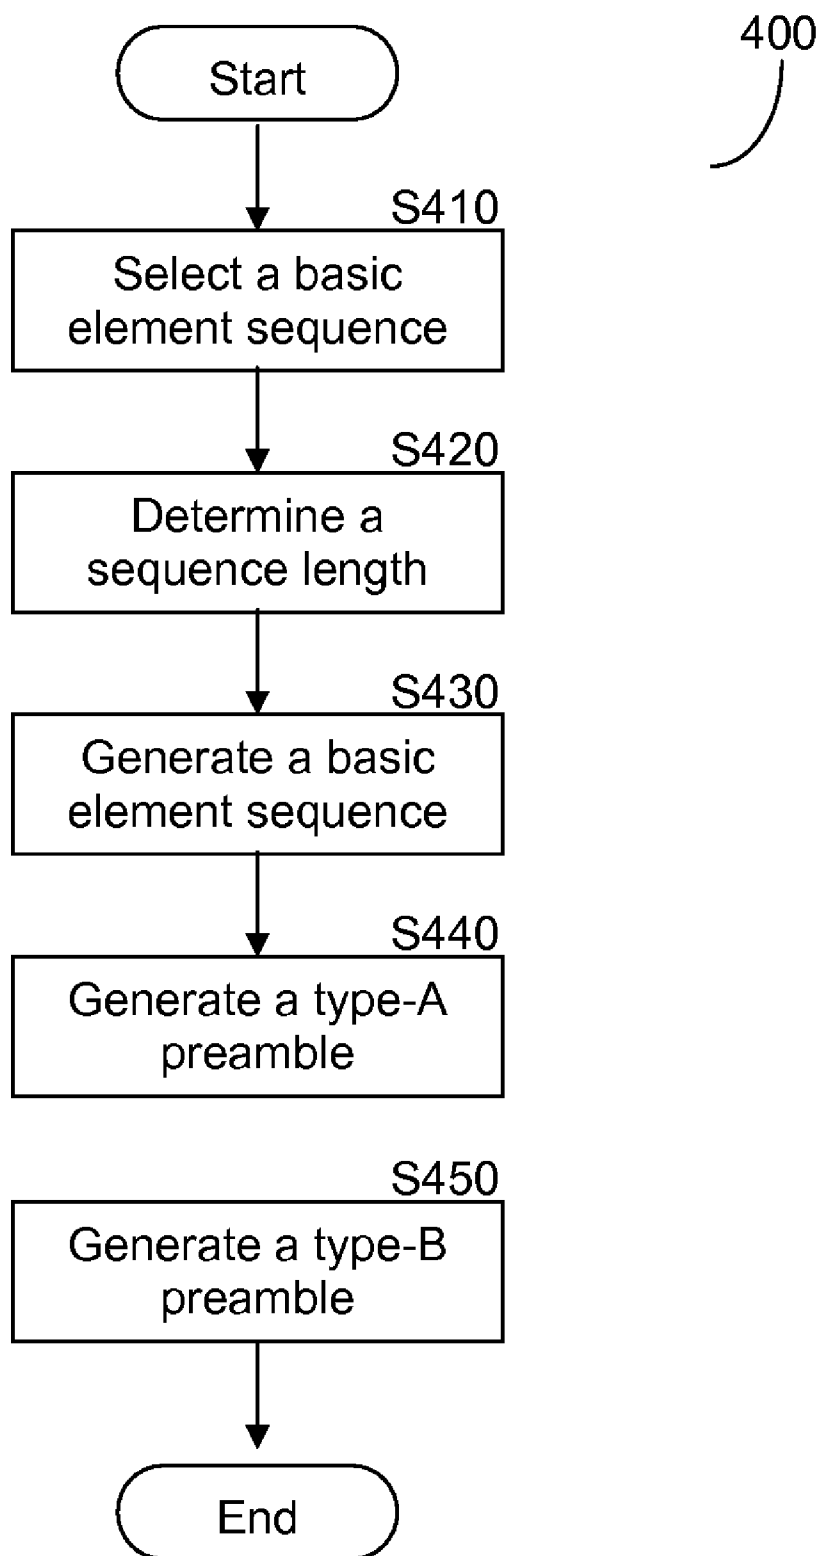 400
Start
S410
Select a basic
element sequence
S420
Determine a
sequence length
S430
Generate a basic
element sequence
S440
Generate a type-A
preamble
S450
Generate a type-B
preamble
End